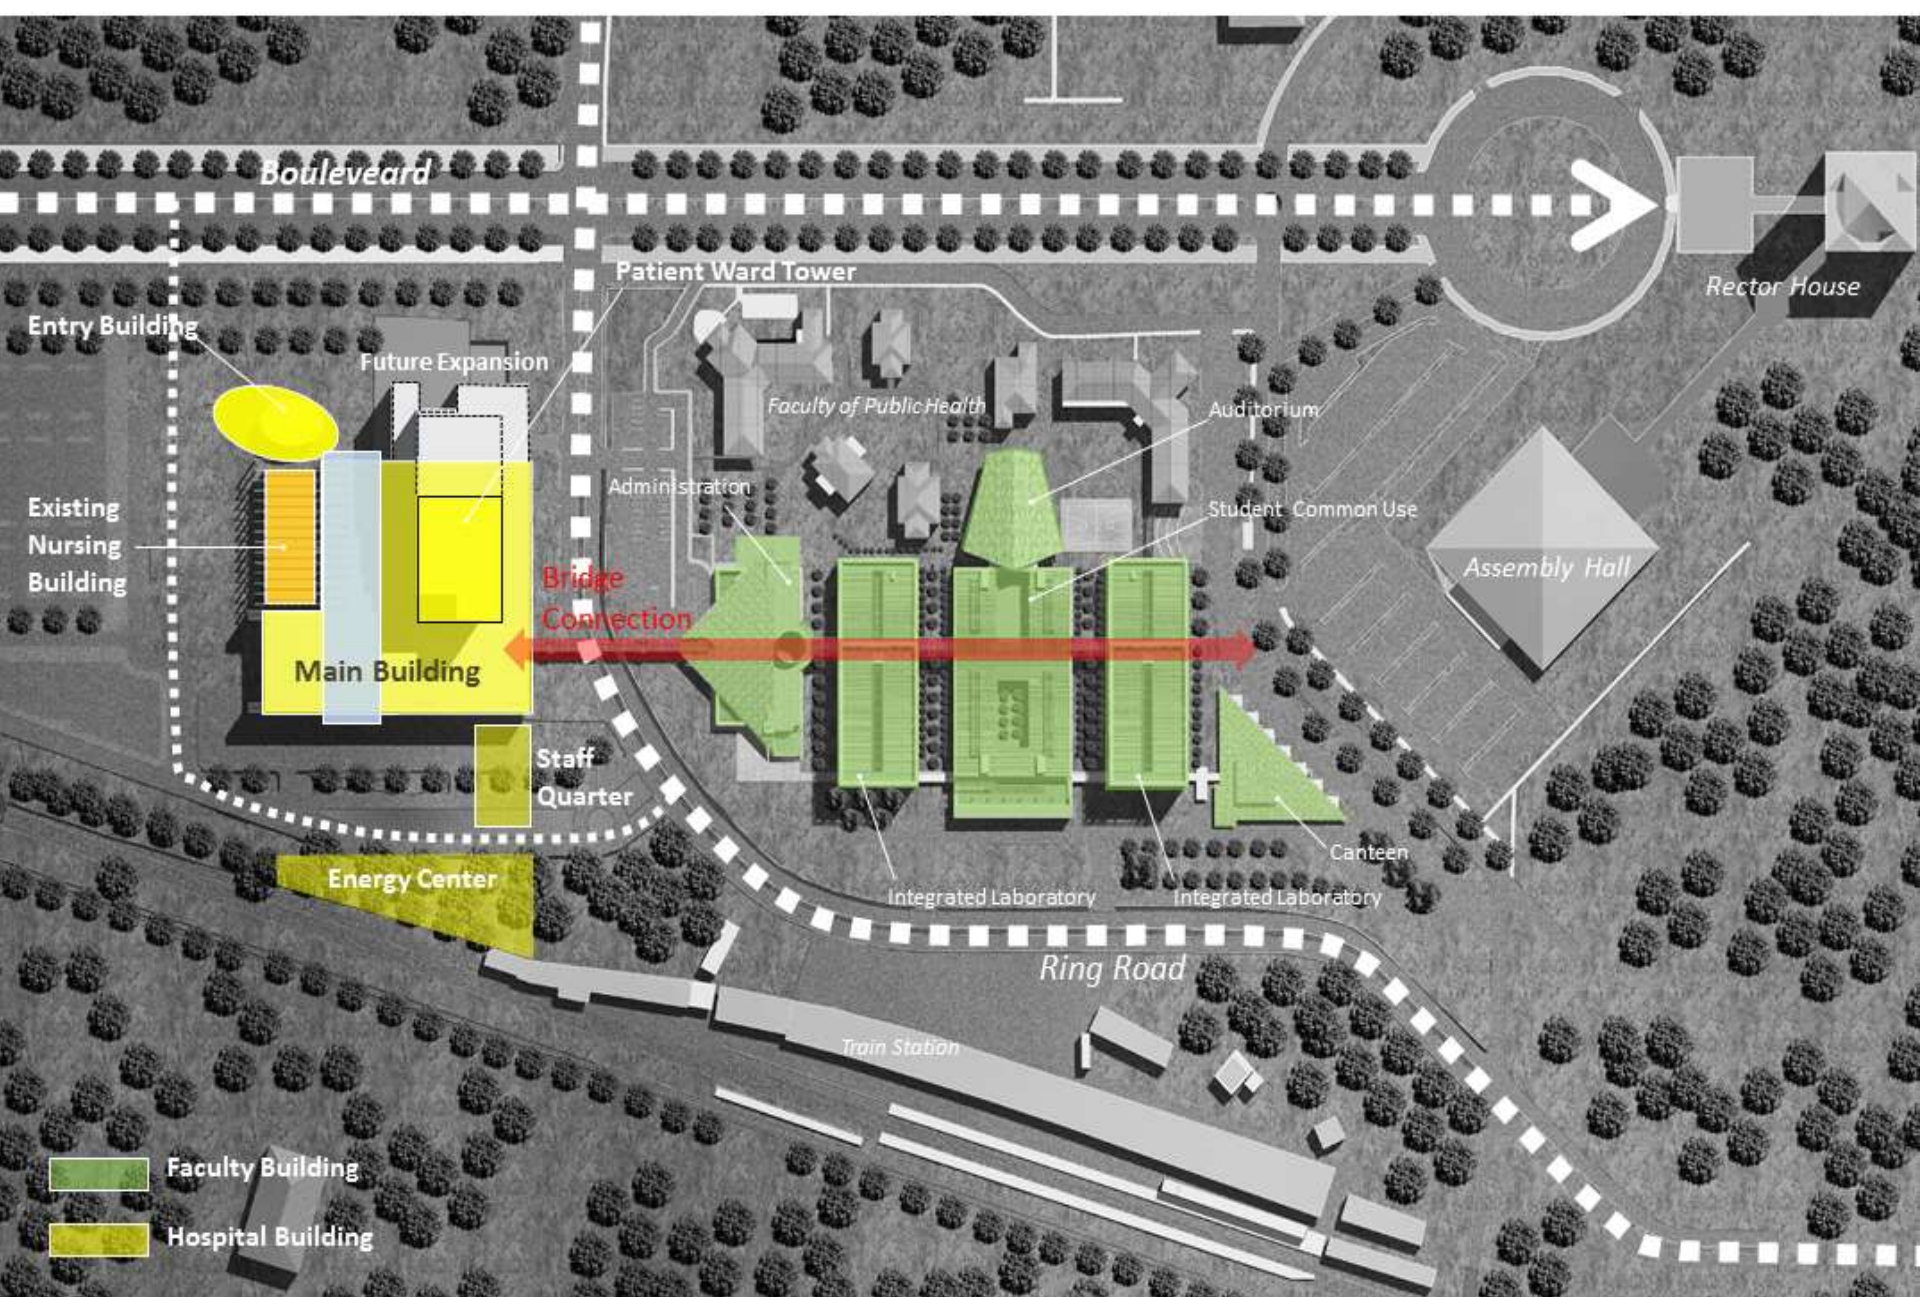 Bouleveard
Patient Ward Tower
Rector House
Entry Building
Future Expansion
Faculty of Public Health
Auditorium
Administration
Student Common Use
Existing
Nursing
Building
Assembly Hall
Bridge
Connection
Main Building
Staff
Quarter
Canteen
Energy Center
Integrated Laboratory
Integrated Laboratory
Ring Road
Train Station
Faculty Building
Hospital Building